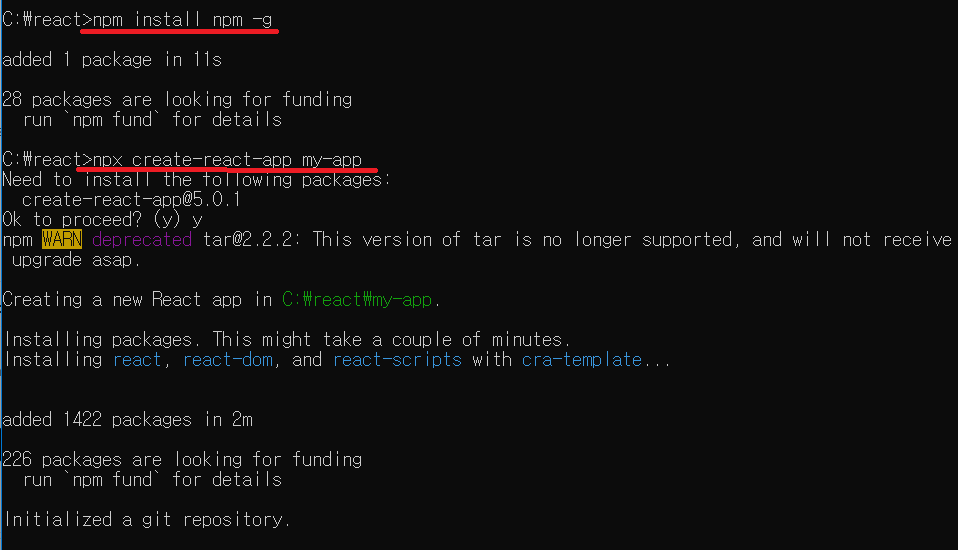 C:\react>npm install npm -g
added 1 package in 11s
28 packages are looking for funding
  run `npm fund` for details
C:\react>npx create-react-app my-app
Need to install the following packages:
  create-react-app@5.0.1
Ok to proceed? (y) y
npm WARN deprecated tar@2.2.2: This version of tar is no longer supported, and will not receive
 upgrade asap.
Creating a new React app in C:\react\my-app.
Installing packages. This might take a couple of minutes.
Installing react, react-dom, and react-scripts with cra-template...
added 1422 packages in 2m
226 packages are looking for funding
  run `npm fund` for details
Initialized a git repository.